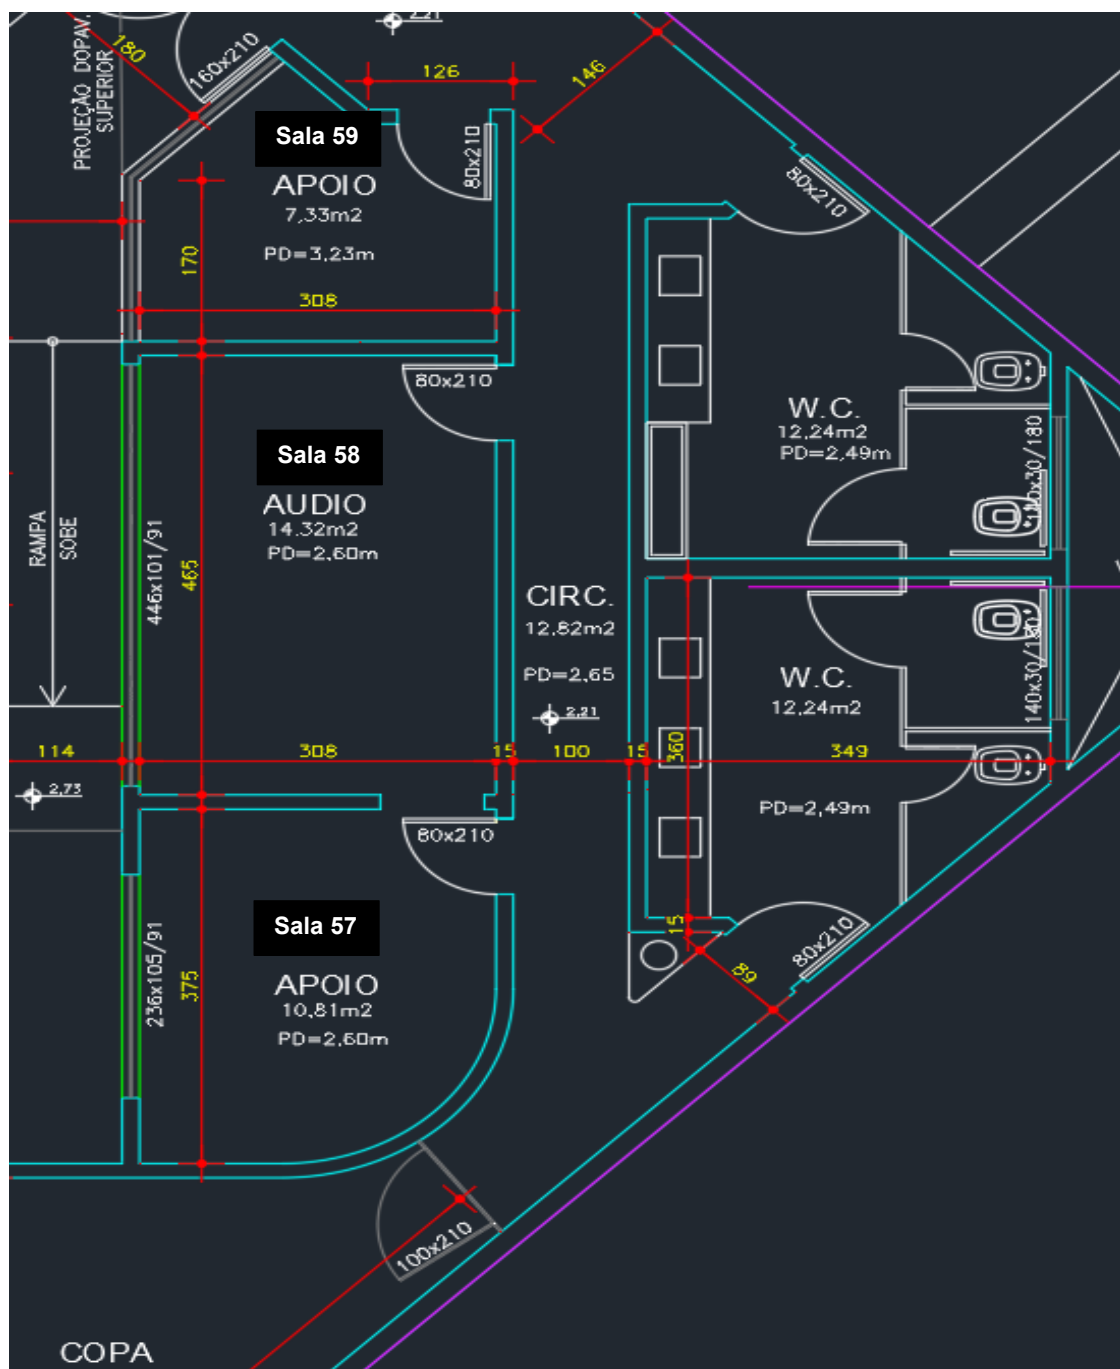 2,21
180
160x210
PROJEÇÃO DOPAV.
SUPERIOR
126
146
Sala 59
80x210
80x210
APOIO
7,33m2
PD=3,23m
170
308
80x210
W.C.
12,24m2
PD=2,49m
140x30/180
Sala 58
AUDIO
14.32m2
PD=2,60m
RAMPA
SOBE
446x101/91
465
CIRC.
12,82m2
PD=2,65
2,21
W.C.
12,24m2
140x30/180
114
308
15
100
15
360
349
2,73
PD=2,49m
80x210
Sala 57
15
89
80x210
236x105/91
375
APOIO
10,81m2
PD=2,60m
100x210
COPA